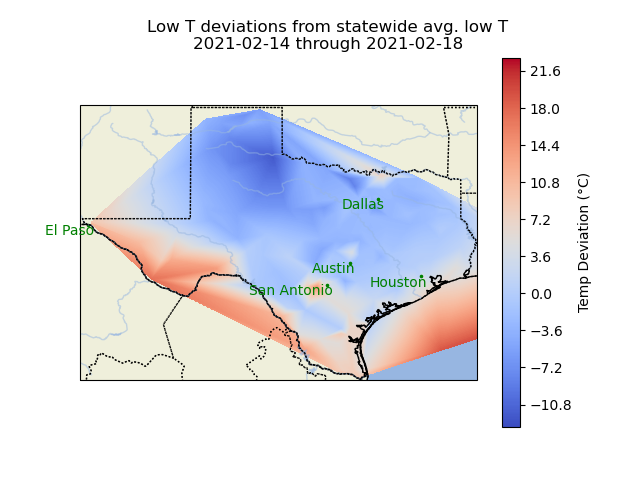 Low T deviations from statewide avg. low T
2021-02-14 through 2021-02-18
21.6
18.0
14.4
10.8
7.2
3.6
0.0
−3.6
−7.2
−10.8
Temp Deviation (°C)
Dallas
El Paso
Austin
San Antonio
Houston